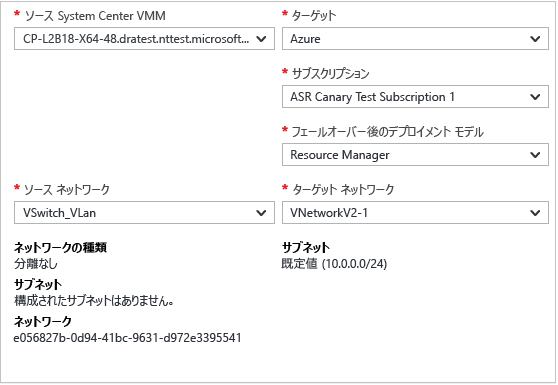 * ソース System Center VMM
CP-L2B18-X64-48.dratest.nttest.microsoft...
* ターゲット
Azure
* サブスクリプション
ASR Canary Test Subscription 1
* フェールオーバー後のデプロイメント モデル
Resource Manager
* ソース ネットワーク
VSwitch_VLan
* ターゲット ネットワーク
VNetworkV2-1
ネットワークの種類
分離なし
サブネット
構成されたサブネットはありません。
ネットワーク
e056827b-0d94-41bc-9631-d972e3395541
サブネット
既定値 (10.0.0.0/24)